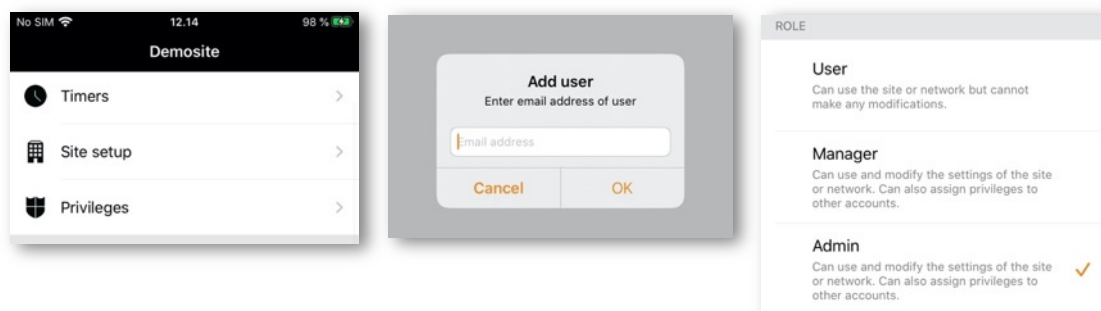 No SIM 12.14 98 %
Demosite
Timers
Site setup
Privileges
Add user
Enter email address of user
Email address
Cancel OK
ROLE
User
Can use the site or network but cannot
make any modifications.
Manager
Can use and modify the settings of the site
or network. Can also assign privileges to
other accounts.
Admin
Can use and modify the settings of the site
or network. Can also assign privileges to
other accounts.